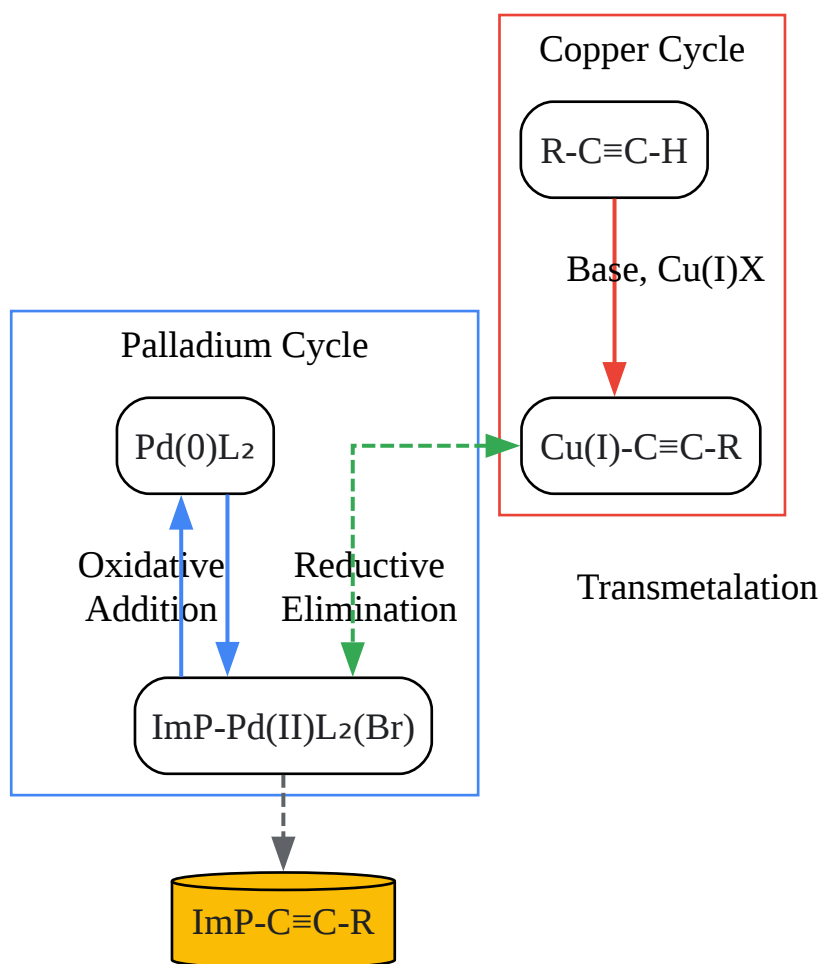 Copper Cycle
R-C≡C-H
Base, Cu(I)X
Palladium Cycle
Pd(0)L₂
Cu(I)-C≡C-R
Oxidative
Addition
Reductive
Elimination
Transmetalation
ImP-Pd(II)L₂(Br)
ImP-C≡C-R